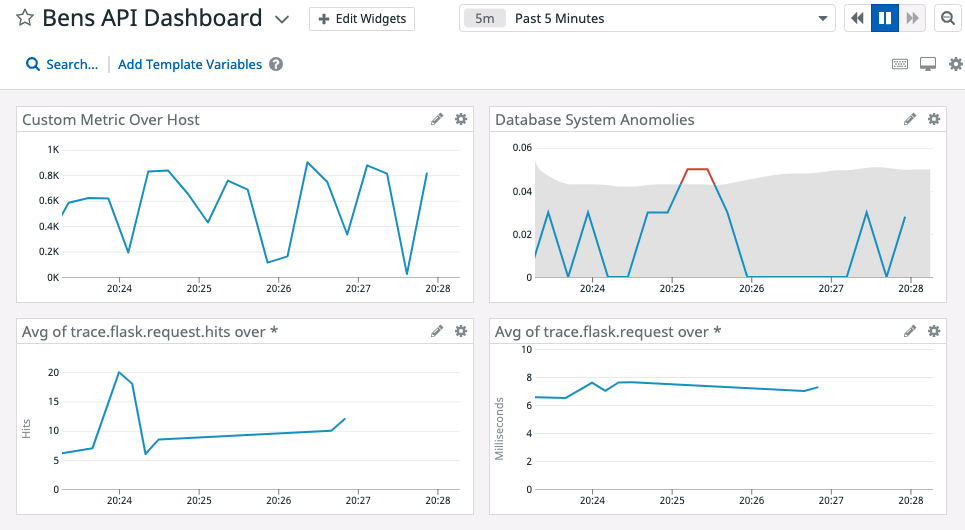 Bens API Dashboard
Edit Widgets
5m Past 5 Minutes
Search... Add Template Variables ?
Custom Metric Over Host
1K
0.8K
0.6K
0.4K
0.2K
0K
20:24 20:25 20:26 20:27 20:28
Database System Anomolies
0.06
0.04
0.02
0
20:24 20:25 20:26 20:27 20:28
Avg of trace.flask.request.hits over *
Hits
20
15
10
5
0
20:24 20:25 20:26 20:27 20:28
Avg of trace.flask.request over *
Milliseconds
10
8
6
4
2
0
20:24 20:25 20:26 20:27 20:28